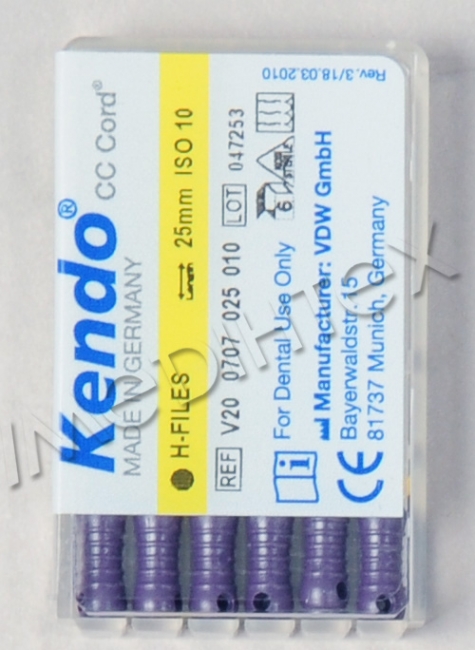 Kendo®
CC Cord®
MADE IN GERMANY
H-FILES
Length
25mm ISO 10
REF V20 0707 025 010
LOT 047253
For Dental Use Only
6
Manufacturer: VDW GmbH
Bayerwaldstr. 15
81737 Munich, Germany
CE
Rev.3/18.03.2010